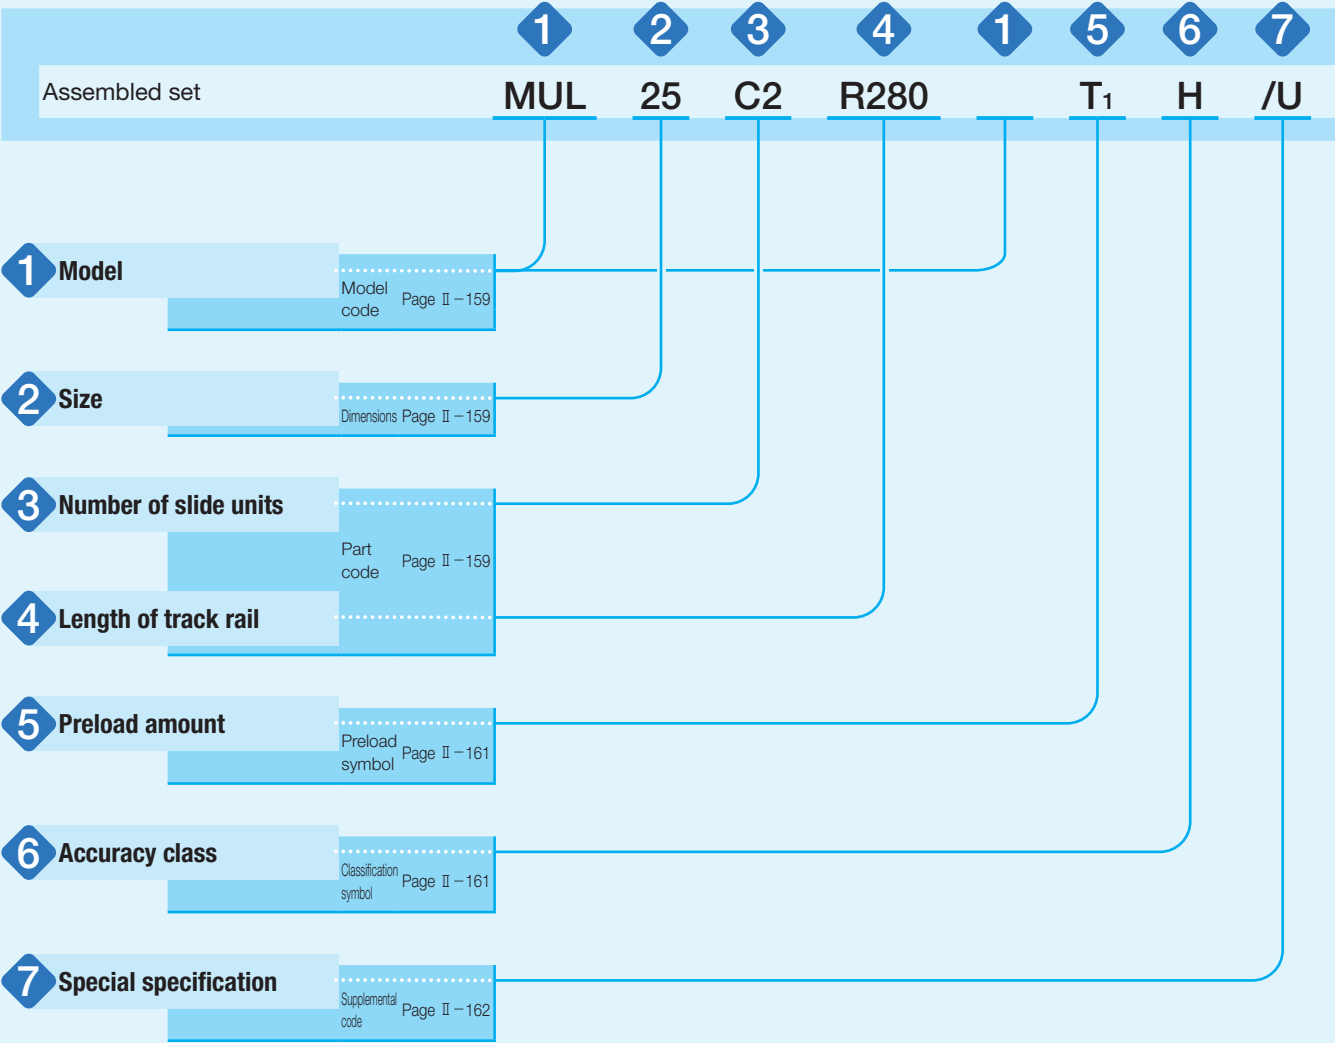 1 2 3 4 1 5 6 7
Assembled set MUL 25 C2 R280 T1 H /U
1 Model
Model code Page Ⅱ-159
2 Size
Dimensions Page Ⅱ-159
3 Number of slide units
Part code Page Ⅱ-159
4 Length of track rail
5 Preload amount
Preload symbol Page Ⅱ-161
6 Accuracy class
Classification symbol Page Ⅱ-161
7 Special specification
Supplemental code Page Ⅱ-162